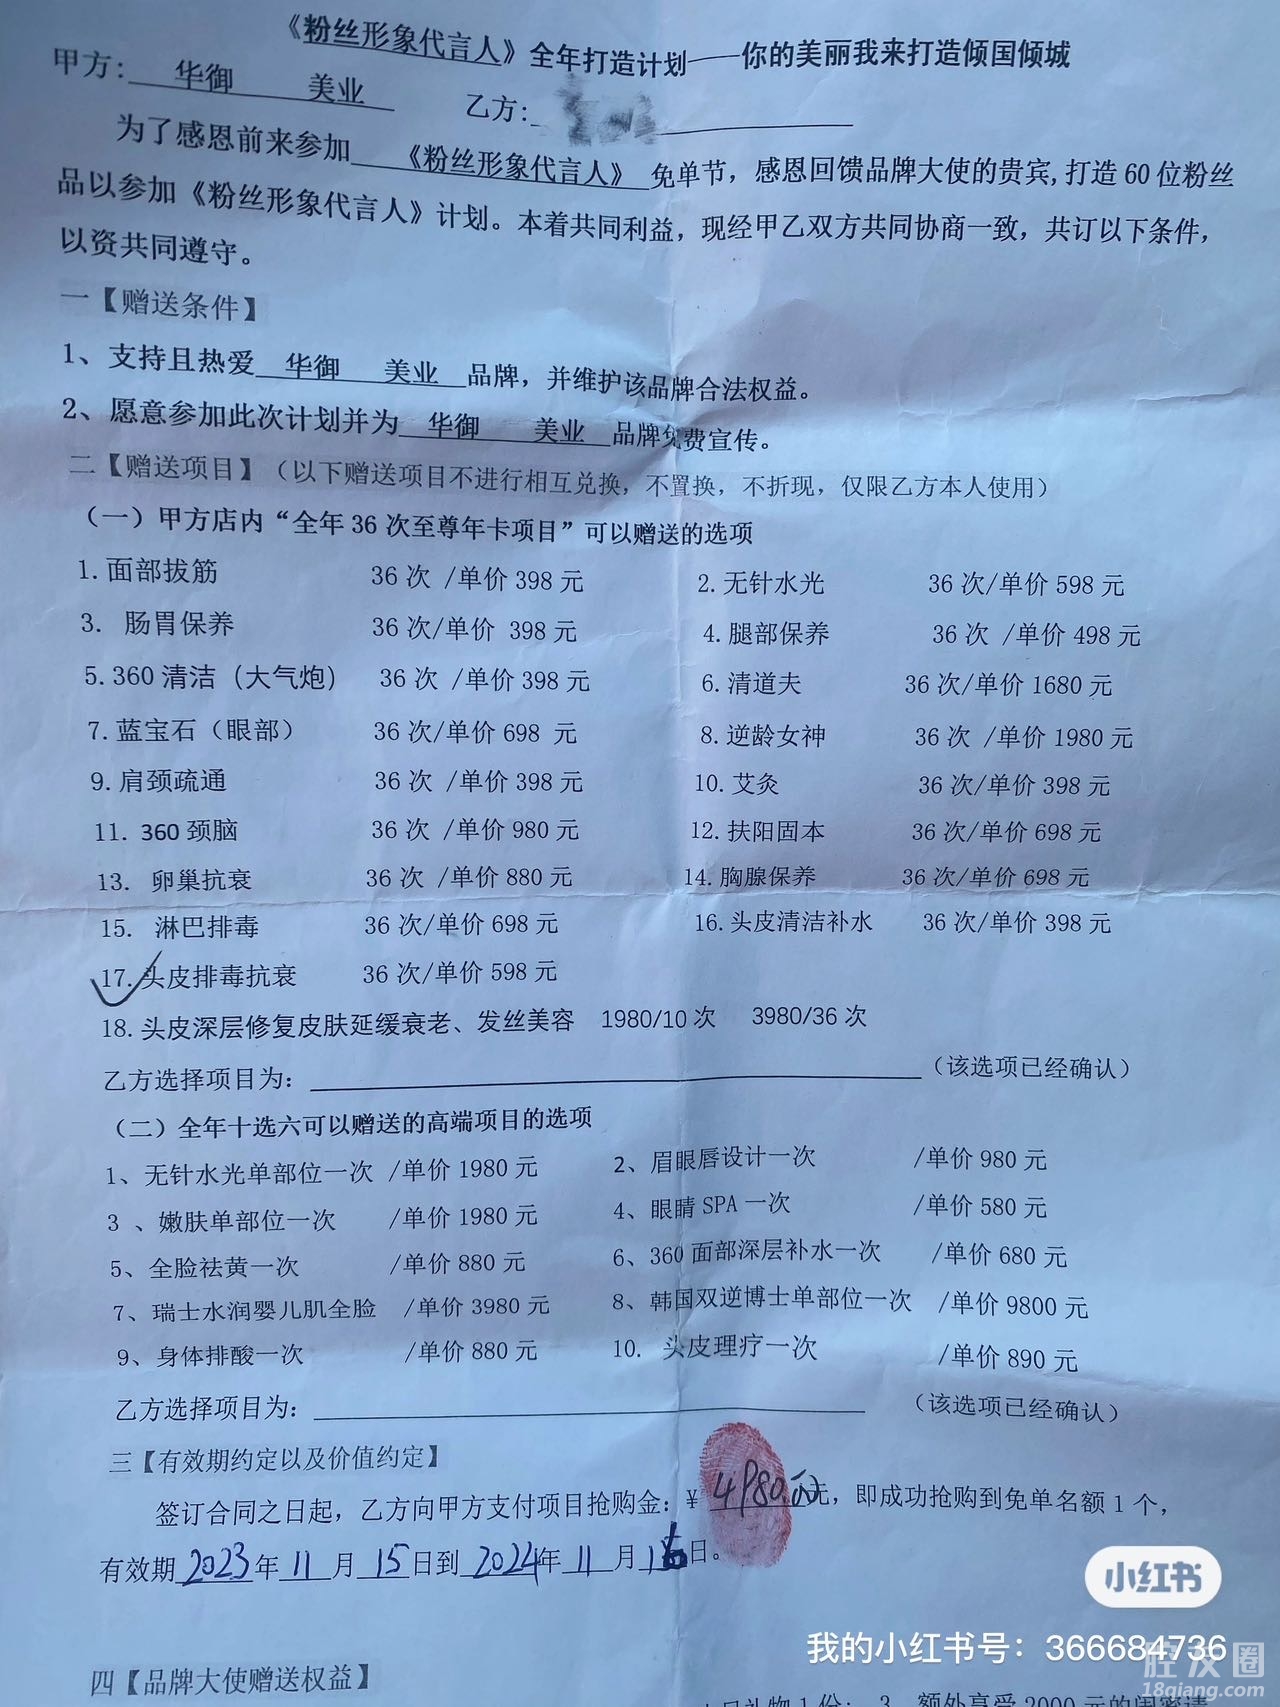 《粉丝形象代言人》全年打造计划——你的美丽我来打造倾国倾城
甲方：华御 美业 乙方：
为了感恩前来参加《粉丝形象代言人》免单节，感恩回馈品牌大使的贵宾,打造60位粉丝
品以参加《粉丝形象代言人》计划。本着共同利益，现经甲乙双方共同协商一致，共订以下条件，
以资共同遵守。
一【赠送条件】
1、支持且热爱 华御 美业 品牌，并维护该品牌合法权益。
2、愿意参加此次计划并为 华御 美业 品牌免费宣传。
二【赠送项目】（以下赠送项目不进行相互兑换，不置换，不折现，仅限乙方本人使用）
（一）甲方店内“全年36次至尊年卡项目”可以赠送的选项
1.面部拔筋 36次 /单价398元 2.无针水光 36次/单价598元
3. 肠胃保养 36次/单价 398元 4.腿部保养 36次 /单价498元
5.360清洁（大气炮） 36次 /单价398元 6.清道夫 36次/单价1680元
7.蓝宝石（眼部） 36次/单价698 元 8.逆龄女神 36次 /单价1980元
9.肩颈疏通 36次 /单价398元 10.艾灸 36次/单价398元
11. 360颈脑 36次 /单价980元 12.扶阳固本 36次/单价698元
13. 卵巢抗衰 36次 /单价880元 14.胸腺保养 36次/单价698元
15. 淋巴排毒 36次/单价698元 16.头皮清洁补水 36次/单价398元
17.头皮排毒抗衰 36次/单价598元
18.头皮深层修复皮肤延缓衰老、发丝美容 1980/10次 3980/36次
乙方选择项目为： （该选项已经确认）
（二）全年十选六可以赠送的高端项目的选项
1、无针水光单部位一次 /单价1980元 2、眉眼唇设计一次 /单价980元
3 、嫩肤单部位一次 /单价1980元 4、眼睛SPA一次 /单价580元
5、全脸祛黄一次 /单价880元 6、360面部深层补水一次 /单价680元
7、瑞士水润婴儿肌全脸 /单价3980元 8、韩国双逆博士单部位一次 /单价9800元
9、身体排酸一次 /单价880元 10. 头皮理疗一次 /单价890元
乙方选择项目为： （该选项已经确认）
三【有效期约定以及价值约定】
签订合同之日起，乙方向甲方支付项目抢购金：￥4980元元，即成功抢购到免单名额1个，
有效期2023年11月15日到2024年11月16日。
小红书
我的小红书号：366684736
四【品牌大使赠送权益】
腔友圈
18qiang.com
礼物1份；3、额外享受2000元的闺蜜请